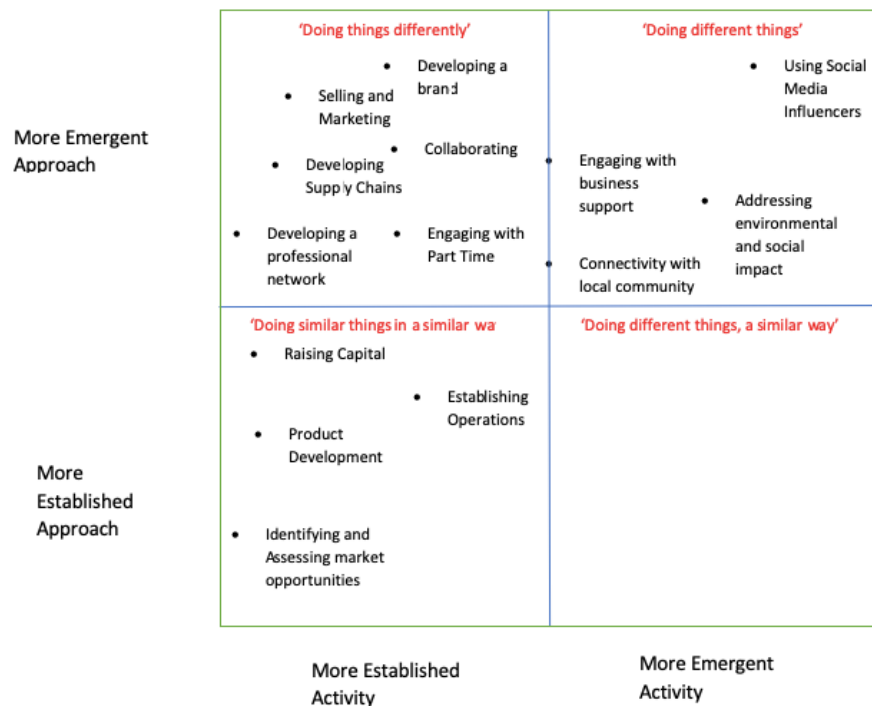 'Doing things differently'
Developing a
brand
Selling and
Marketing
Collaborating
Developing
Supply Chains
Developing a
professional
network
Engaging with
Part Time
'Doing different things'
Using Social
Media
Influencers
Engaging with
business
support
Addressing
environmental
and social
impact
Connectivity with
local community
More Emergent
Approach
'Doing similar things in a similar wa
Raising Capital
Establishing
Operations
Product
Development
Identifying and
Assessing market
opportunities
'Doing different things, a similar way'
More
Established
Approach
More Established
Activity
More Emergent
Activity